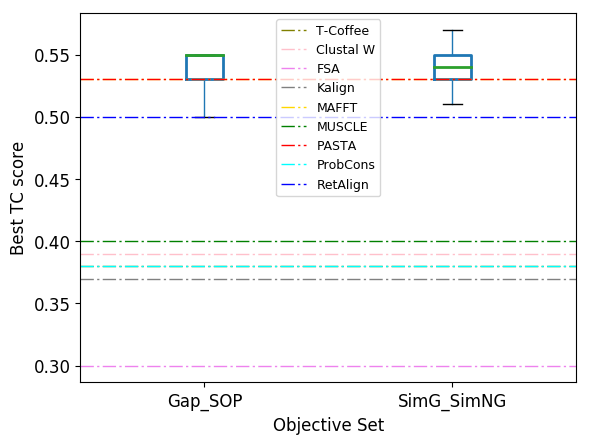 T-Coffee
Clustal W
FSA
Kalign
MAFFT
MUSCLE
PASTA
ProbCons
RetAlign
0.55
0.50
0.45
0.40
0.35
0.30
Best TC score
Gap_SOP
SimG_SimNG
Objective Set